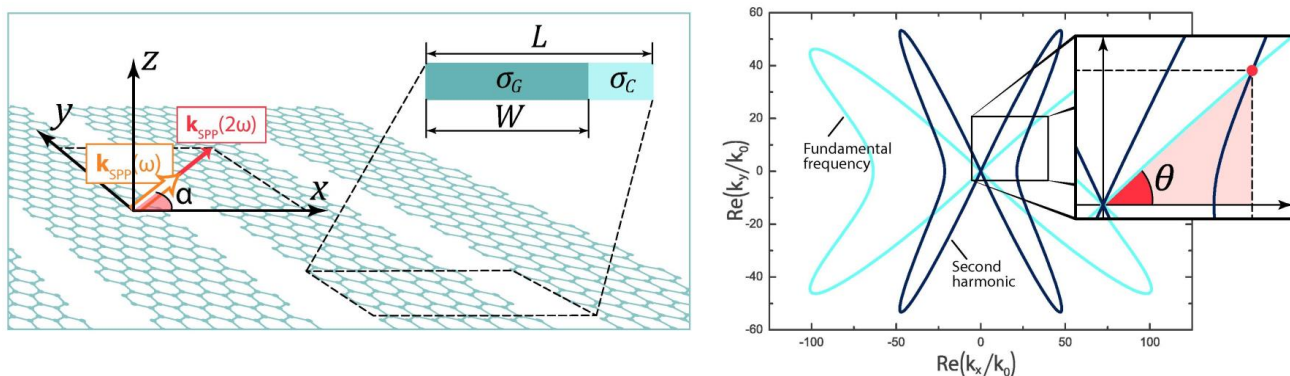 L
σ_G
σ_C
W
z
y
x
k_SPP(2ω)
k_SPP(ω)
α
60
40
20
0
-20
-40
-60
Re(k_y/k_0)
Fundamental
frequency
Second
harmonic
θ
-100
-50
0
50
100
Re(k_x/k_0)